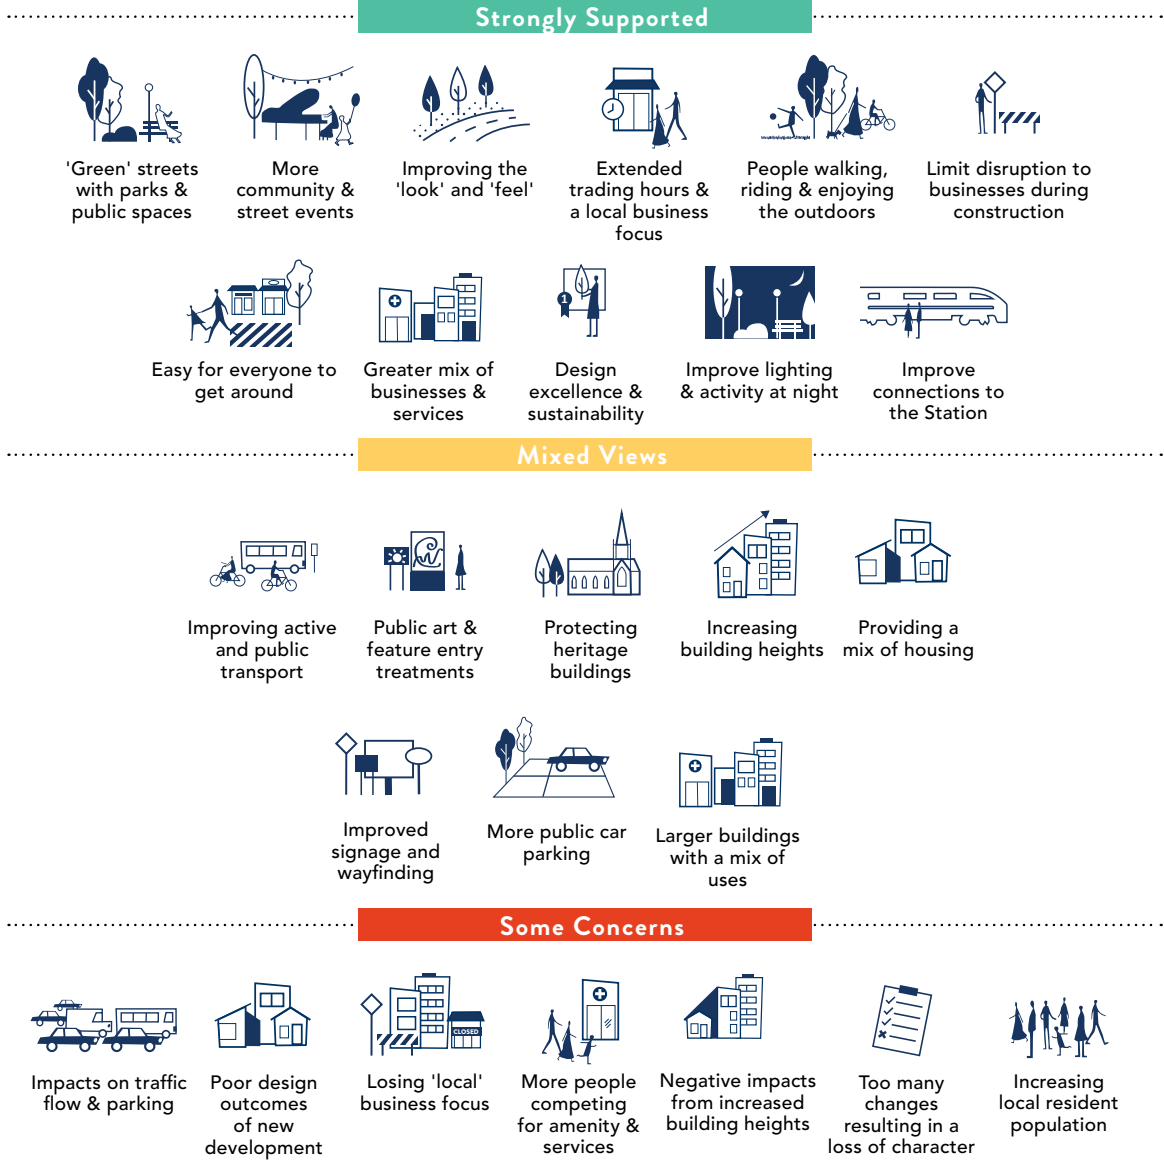 Strongly Supported
'Green' streets
with parks &
public spaces
More
community &
street events
Improving the
'look' and 'feel'
Extended
trading hours &
a local business
focus
People walking,
riding & enjoying
the outdoors
Limit disruption to
businesses during
construction
Easy for everyone to
get around
Greater mix of
businesses &
services
1
Design
excellence &
sustainability
Improve lighting
& activity at night
Improve
connections to
the Station
Mixed Views
Improving active
and public
transport
Public art &
feature entry
treatments
Protecting
heritage
buildings
Increasing
building heights
Providing a
mix of housing
Improved
signage and
wayfinding
More public car
parking
Larger buildings
with a mix of
uses
Some Concerns
Impacts on traffic
flow & parking
Poor design
outcomes
of new
development
CLOSED
Losing 'local'
business focus
More people
competing
for amenity &
services
Negative impacts
from increased
building heights
Too many
changes
resulting in a
loss of character
Increasing
local resident
population